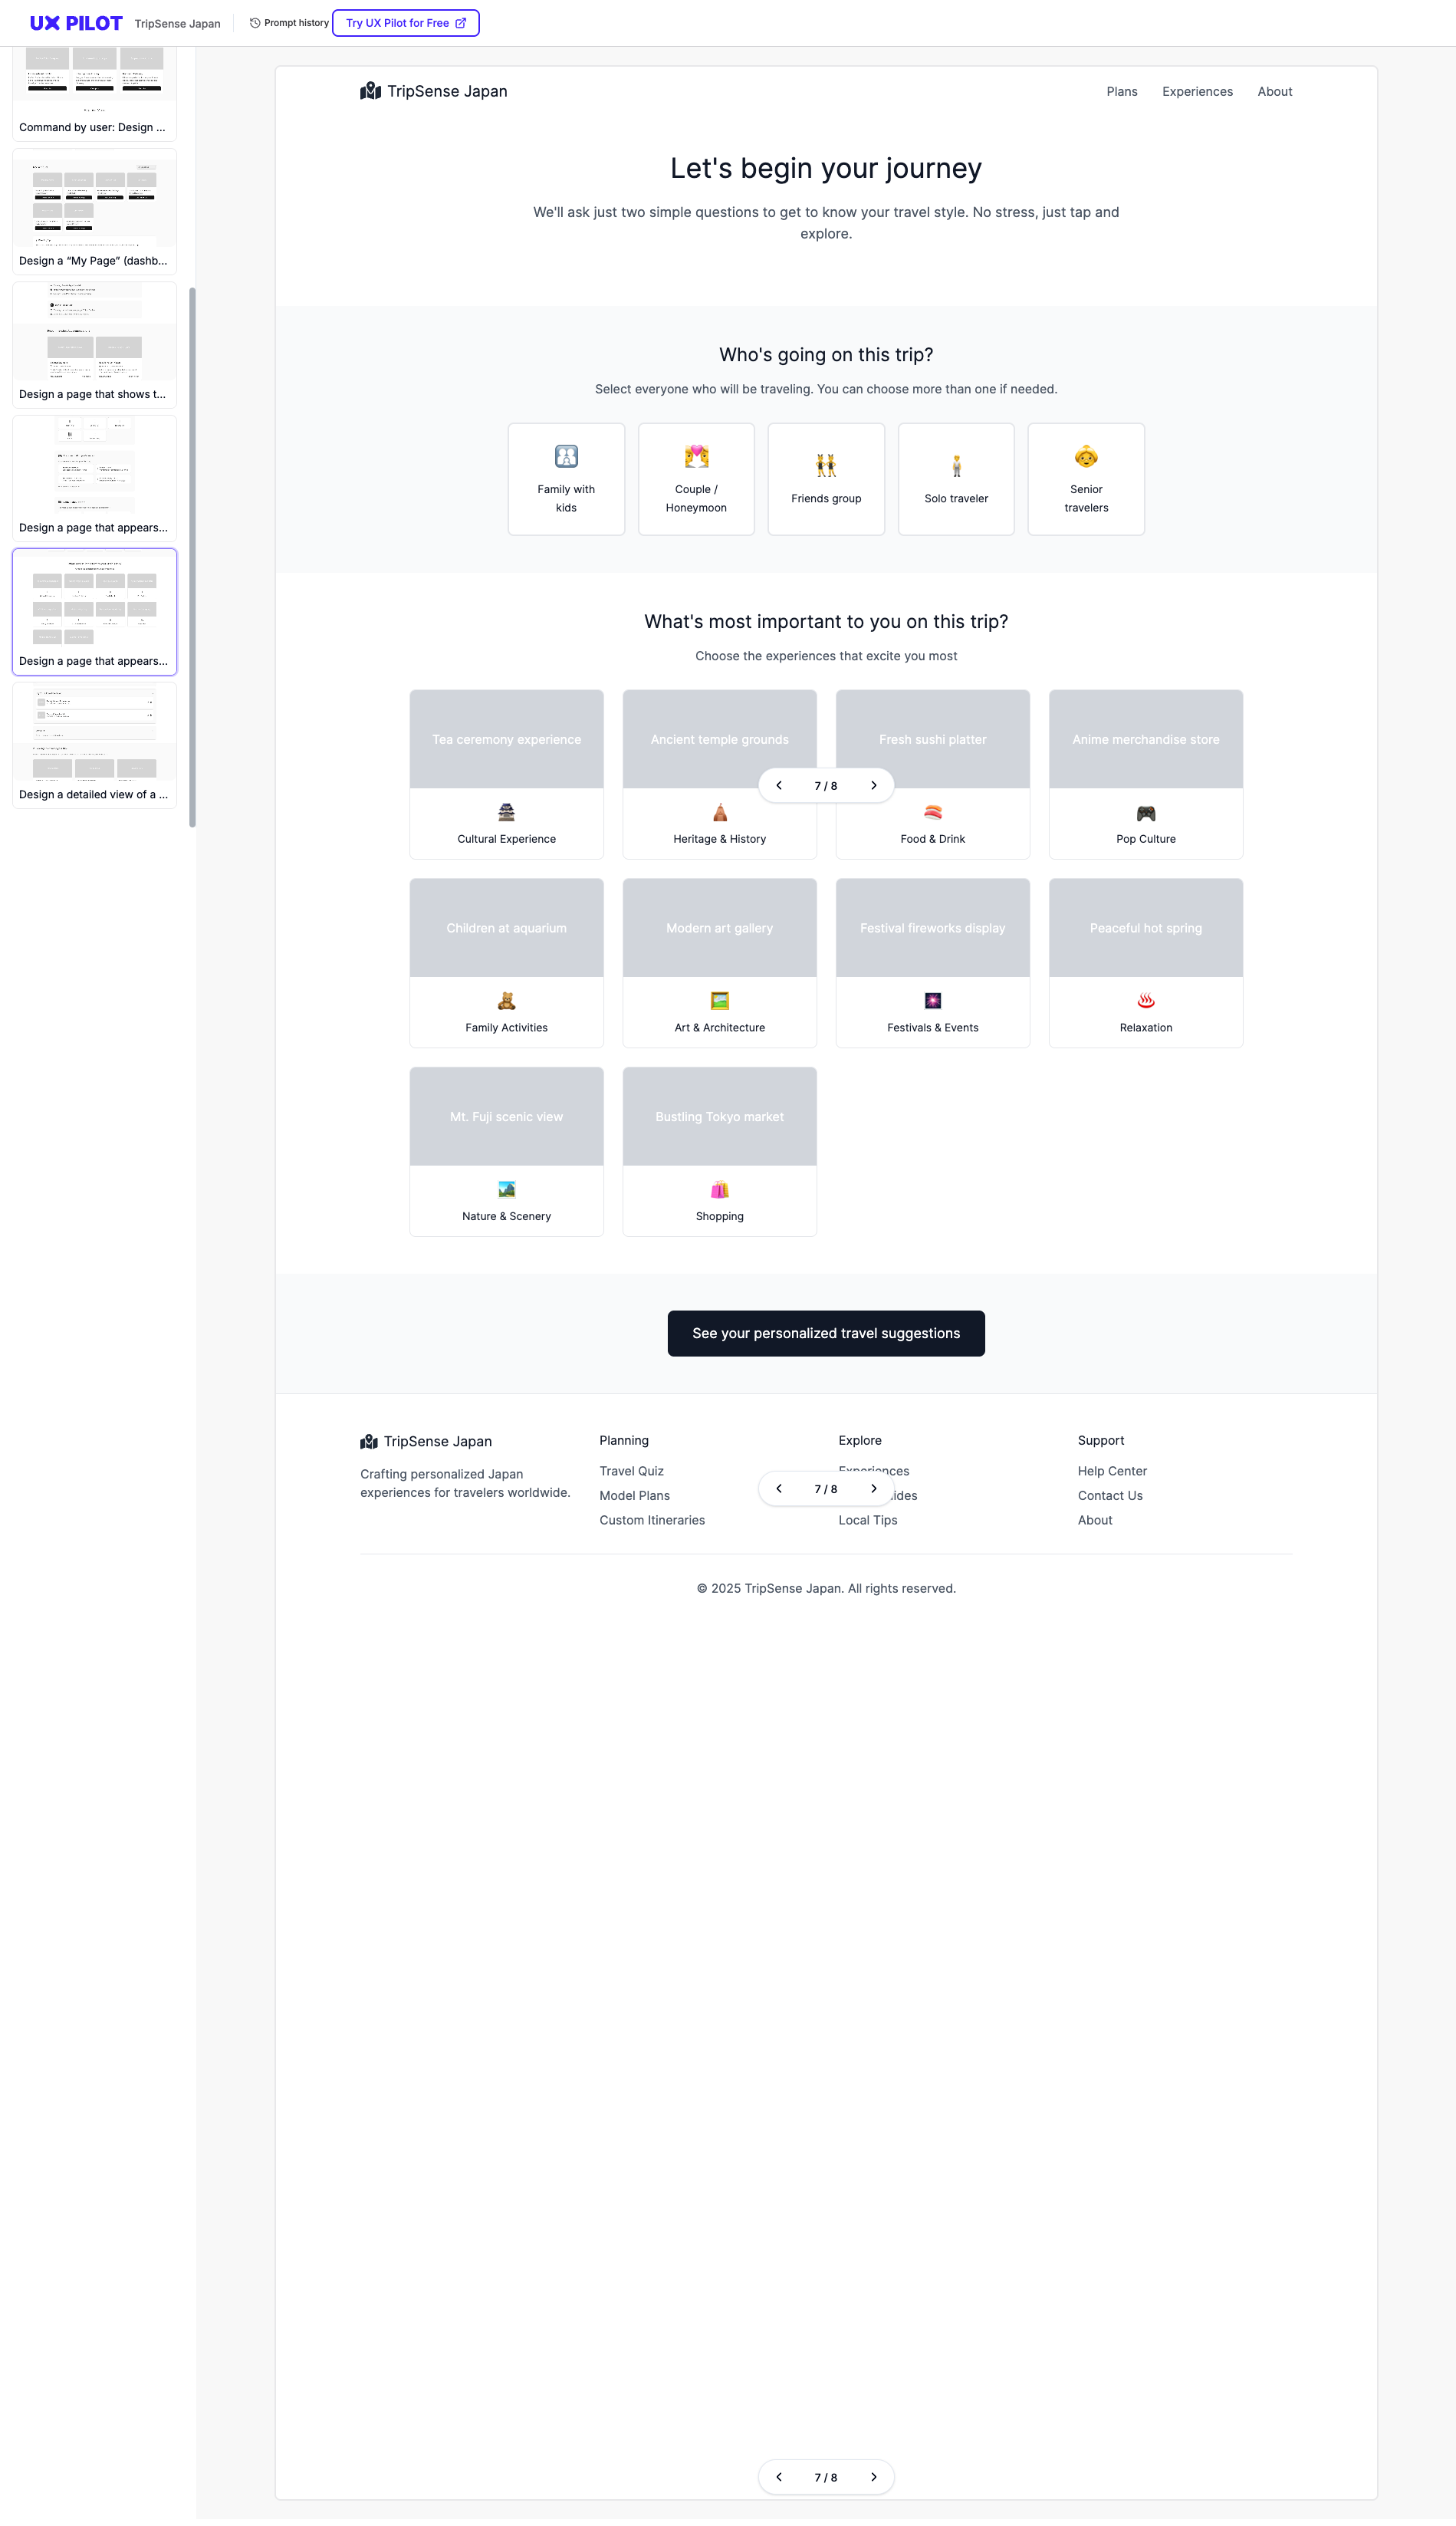 UX PILOT
TripSense Japan
Prompt history
Try UX Pilot for Free
Command by user: Design ...
Design a “My Page” (dashb...
Design a page that shows t...
Design a page that appears...
Design a page that appears...
Design a detailed view of a ...
TripSense Japan
Plans
Experiences
About
Let's begin your journey
We'll ask just two simple questions to get to know your travel style. No stress, just tap and
explore.
Who's going on this trip?
Select everyone who will be traveling. You can choose more than one if needed.
Family with
kids
Couple /
Honeymoon
Friends group
Solo traveler
Senior
travelers
What's most important to you on this trip?
Choose the experiences that excite you most
Tea ceremony experience
Cultural Experience
Ancient temple grounds
Heritage & History
Fresh sushi platter
Food & Drink
Anime merchandise store
Pop Culture
7 / 8
Children at aquarium
Family Activities
Modern art gallery
Art & Architecture
Festival fireworks display
Festivals & Events
Peaceful hot spring
Relaxation
Mt. Fuji scenic view
Nature & Scenery
Bustling Tokyo market
Shopping
See your personalized travel suggestions
TripSense Japan
Crafting personalized Japan
experiences for travelers worldwide.
Planning
Travel Quiz
Model Plans
Custom Itineraries
Explore
Experiences
Local Tips
7 / 8
Support
Help Center
Contact Us
About
© 2025 TripSense Japan. All rights reserved.
7 / 8